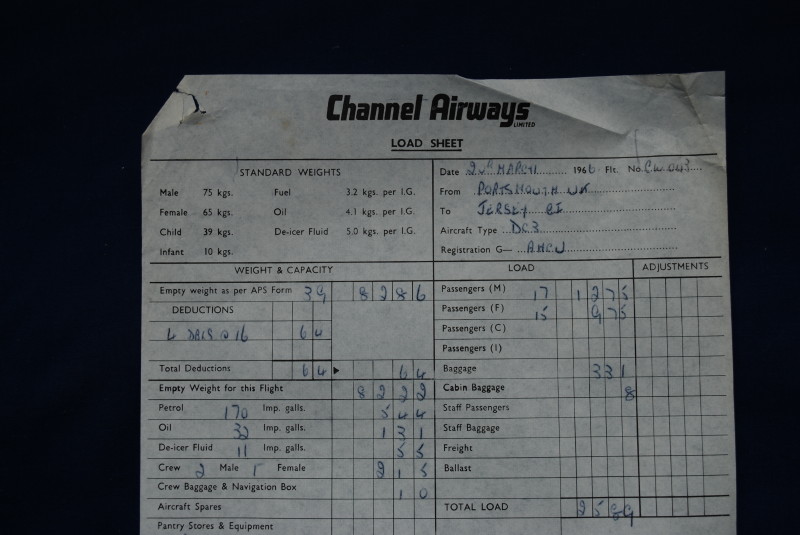 Channel Airways
LIMITED
LOAD SHEET
STANDARD WEIGHTS
Male 75 kgs. Fuel 3.2 kgs. per I.G.
Female 65 kgs. Oil 4.1 kgs. per I.G.
Child 39 kgs. De-icer Fluid 5.0 kgs. per I.G.
Infant 10 kgs.
Date 2nd MARCH 1966 Flt. No. CW043
From PORTSMOUTH UK
To JERSEY CI
Aircraft Type DC3
Registration G— AMCU
WEIGHT & CAPACITY
Empty weight as per APS Form 39 8286
DEDUCTIONS
@ 16 64
Total Deductions 64 64
Empty Weight for this Flight 8222
Petrol 170 Imp. galls. 544
Oil 32 Imp. galls. 131
De-icer Fluid 11 Imp. galls. 55
Crew 2 Male 1 Female 215
Crew Baggage & Navigation Box 10
Aircraft Spares
Pantry Stores & Equipment
LOAD ADJUSTMENTS
Passengers (M) 17 1275
Passengers (F) 15 975
Passengers (C)
Passengers (I)
Baggage 331
Cabin Baggage 8
Staff Passengers
Staff Baggage
Freight
Ballast
TOTAL LOAD 2589